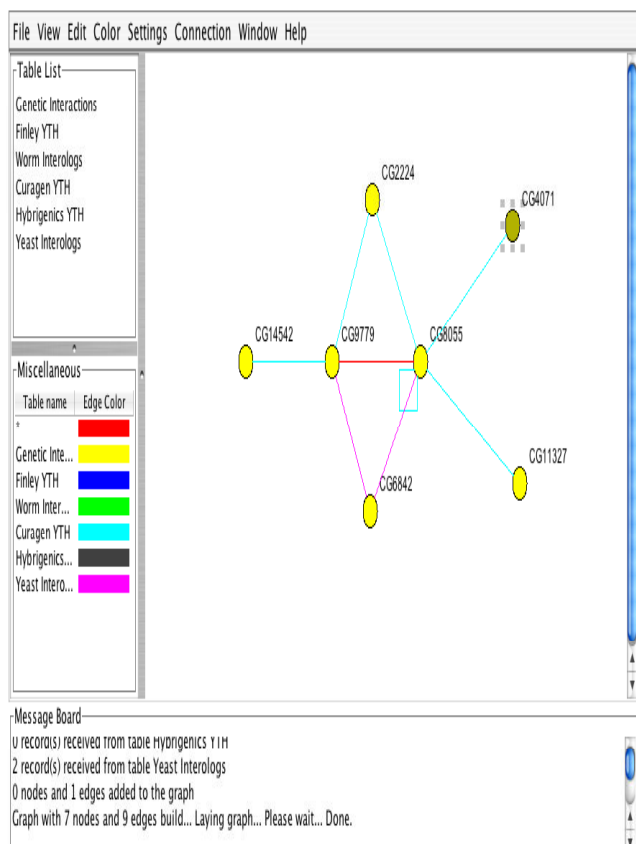 File View Edit Color Settings Connection Window Help
Table List
Genetic Interactions
Finley YTH
Worm Interologs
Curagen YTH
Hybrigenics YTH
Yeast Interologs
Miscellaneous
Table name Edge Color
*
Genetic Inte...
Finley YTH
Worm Inter...
Curagen YTH
Hybrigenics...
Yeast Intero...
CG2224
CG4071
CG14542
CG9779
CG8055
CG11327
CG6842
Message Board
0 record(s) received from table Hybrigenics YTH
2 record(s) received from table Yeast Interologs
0 nodes and 1 edges added to the graph
Graph with 7 nodes and 9 edges build... Laying graph... Please wait... Done.